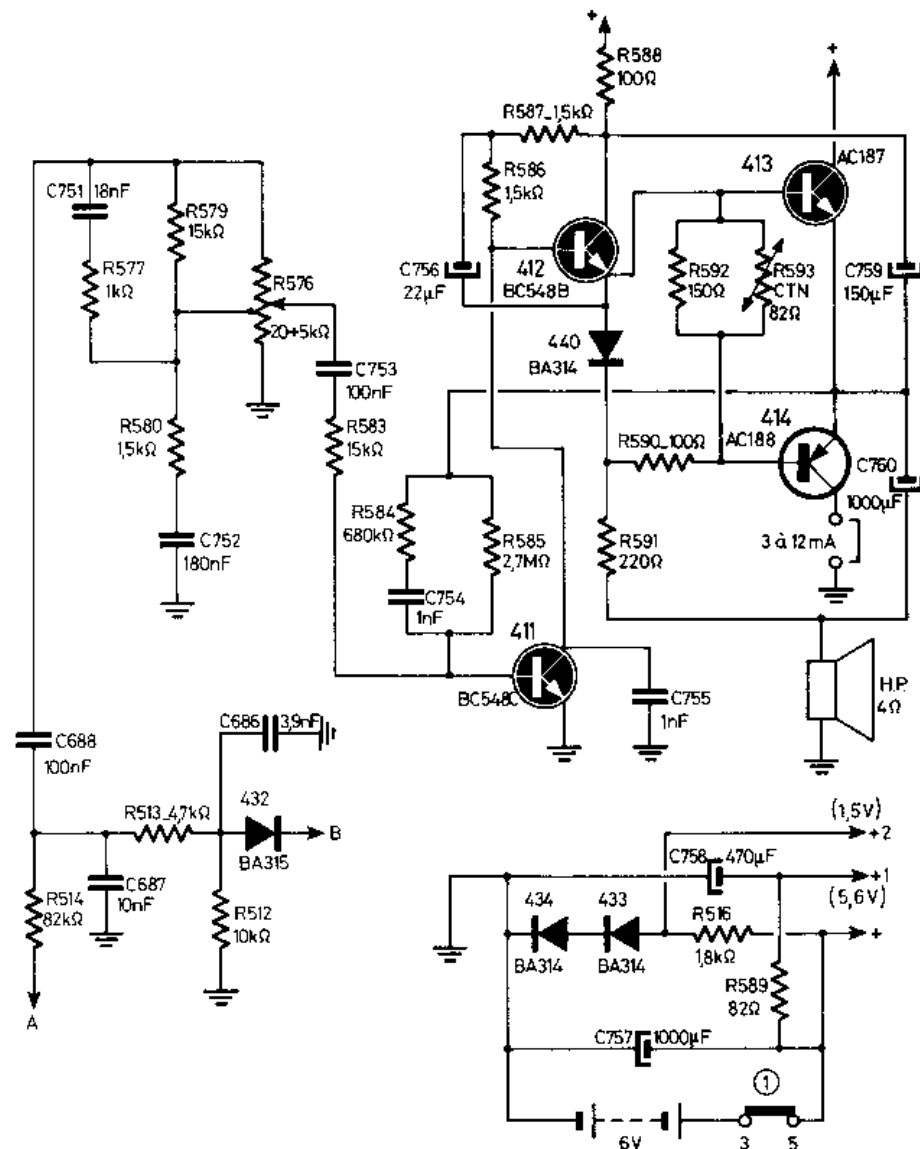 +
R588
100Ω
+
R587_1,5kΩ
R586
1,5kΩ
413
AC187
C751
18nF
R579
15kΩ
R577
1kΩ
R576
20+5kΩ
C756
22µF
412
BC548B
R592
150Ω
R593
CTN
82Ω
C759
150µF
440
BA314
C753
100nF
R580
1,5kΩ
R583
15kΩ
R590_100Ω
414
AC188
C760
1000µF
R584
680kΩ
R585
2,7MΩ
R591
220Ω
3 à 12mA
C752
180nF
C754
1nF
411
BC548C
C755
1nF
H.P.
4Ω
C686
3,9nF
C688
100nF
R513_4,7kΩ
432
BA315
B
R514
82kΩ
C687
10nF
R512
10kΩ
A
(1,5V)
+2
C758
470µF
+1
(5,6V)
434
433
R516
1,8kΩ
+
BA314
BA314
R589
82Ω
C757
1000µF
1
6V
3
5